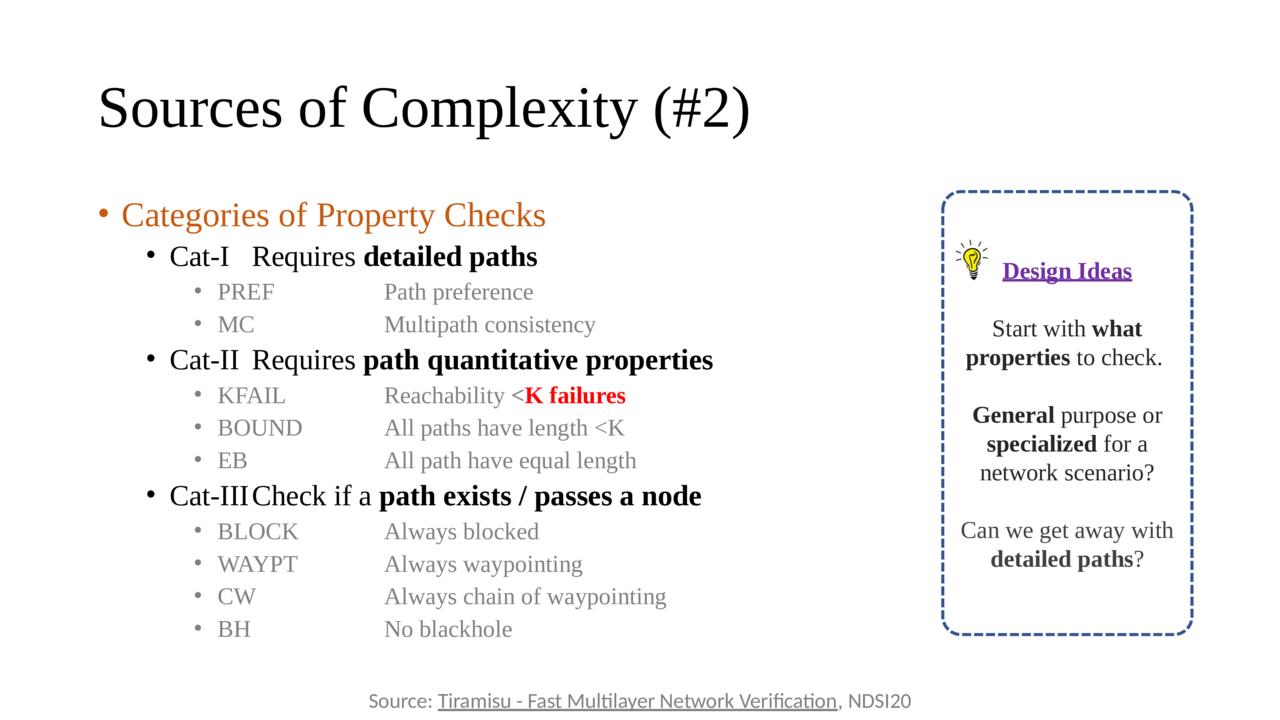 Sources of Complexity (#2)
• Categories of Property Checks
• Cat-I Requires detailed paths
• PREF Path preference
• MC Multipath consistency
• Cat-II Requires path quantitative properties
• KFAIL Reachability <K failures
• BOUND All paths have length <K
• EB All path have equal length
• Cat-III Check if a path exists / passes a node
• BLOCK Always blocked
• WAYPT Always waypointing
• CW Always chain of waypointing
• BH No blackhole
Design Ideas
Start with what
properties to check.
General purpose or
specialized for a
network scenario?
Can we get away with
detailed paths?
Source: Tiramisu - Fast Multilayer Network Verification, NDSI20